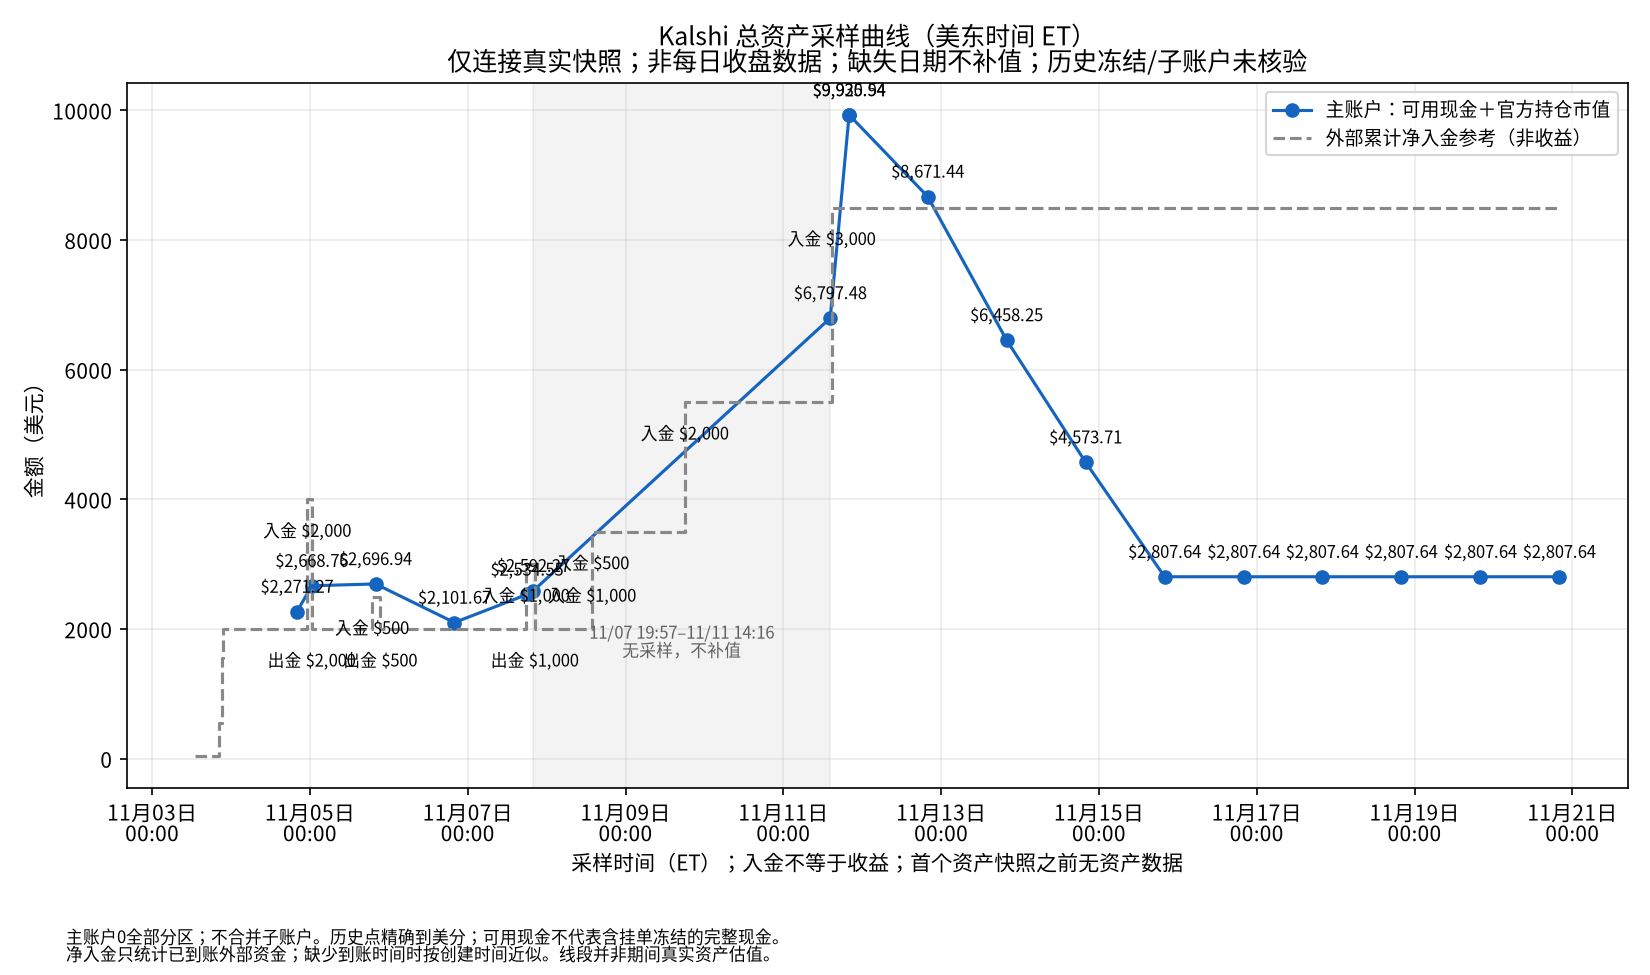 Kalshi 总资产采样曲线（美东时间 ET）
仅连接真实快照；非每日收盘数据；缺失日期不补值；历史冻结/子账户未核验
主账户：可用现金＋官方持仓市值
外部累计净入金参考（非收益）
金额（美元）
10000
8000
6000
4000
2000
0
$8,671.44
入金 $3,000
$6,797.48
$6,458.25
入金 $2,000
$4,573.71
入金 $2,000
$2,668.76
$2,696.94
$2,271.27
$2,101.67
入金 $500
入金 $1,000
入金 $1,000
入金 $500
出金 $2,000
出金 $500
出金 $1,000
11/07 19:57–11/11 14:16
无采样，不补值
$2,807.64 $2,807.64 $2,807.64 $2,807.64 $2,807.64 $2,807.64
11月03日 11月05日 11月07日 11月09日 11月11日 11月13日 11月15日 11月17日 11月19日 11月21日
00:00 00:00 00:00 00:00 00:00 00:00 00:00 00:00 00:00 00:00
采样时间（ET）；入金不等于收益；首个资产快照之前无资产数据
主账户0全部分区；不合并子账户。历史点精确到美分；可用现金不代表含挂单冻结的完整现金。
净入金只统计已到账外部资金；缺少到账时间时按创建时间近似。线段并非期间真实资产估值。